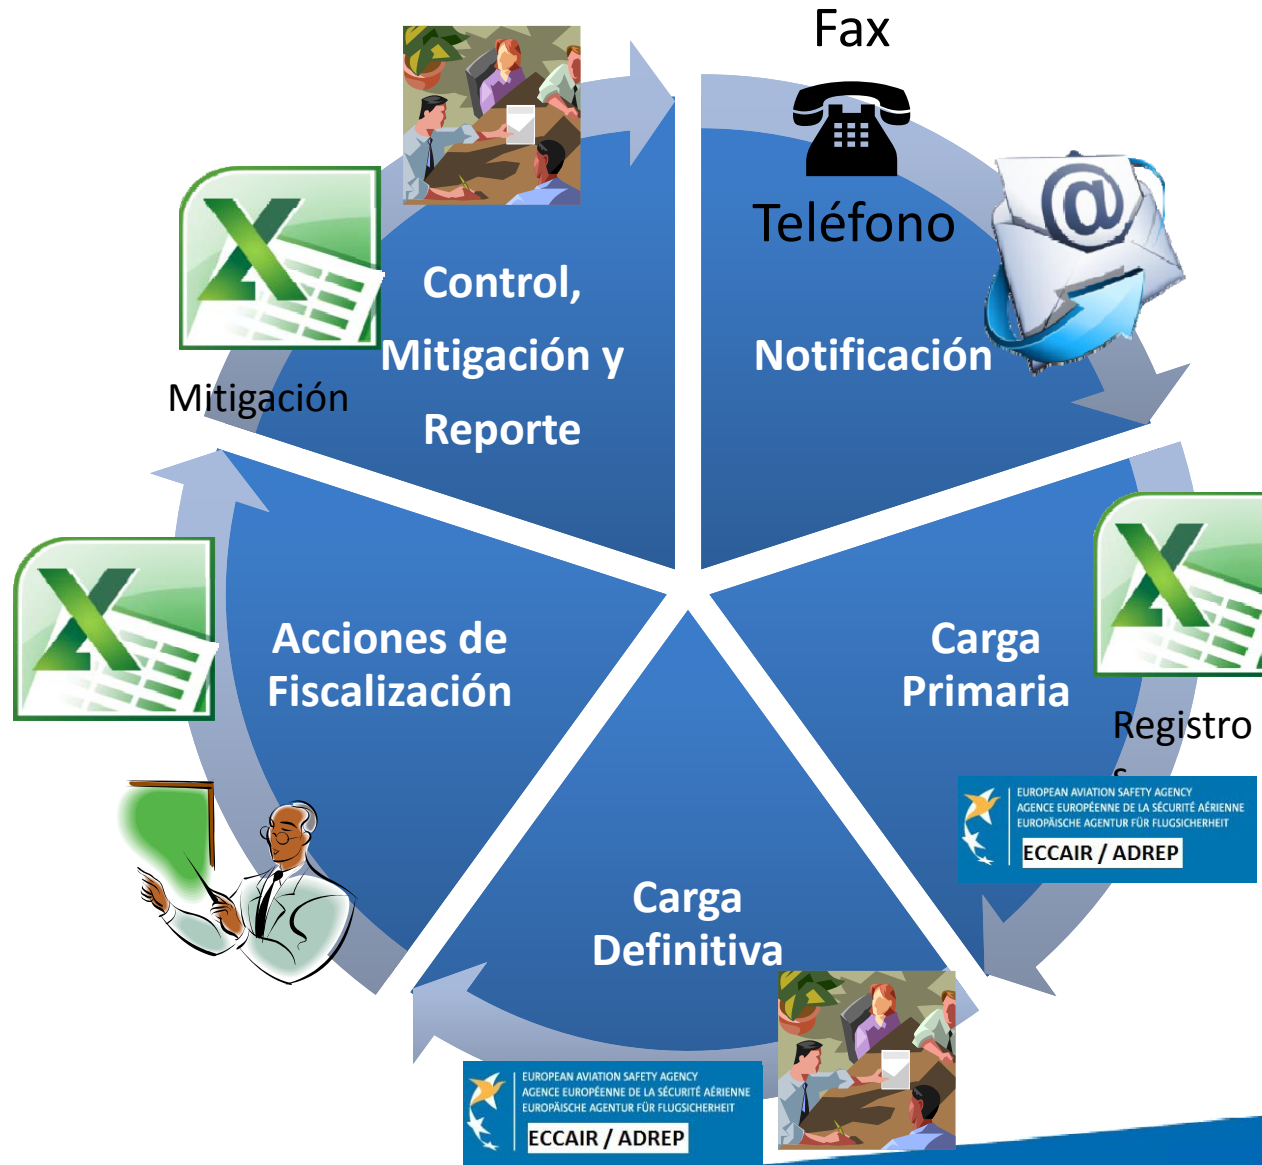 Fax
Teléfono
Notificación
Carga
Primaria
Registro
s
EUROPEAN AVIATION SAFETY AGENCY
AGENCE EUROPÉENNE DE LA SÉCURITÉ AÉRIENNE
EUROPÄISCHE AGENTUR FÜR FLUGSICHERHEIT
ECCAIR / ADREP
Carga
Definitiva
EUROPEAN AVIATION SAFETY AGENCY
AGENCE EUROPÉENNE DE LA SÉCURITÉ AÉRIENNE
EUROPÄISCHE AGENTUR FÜR FLUGSICHERHEIT
ECCAIR / ADREP
Acciones de
Fiscalización
Control,
Mitigación y
Reporte
Mitigación